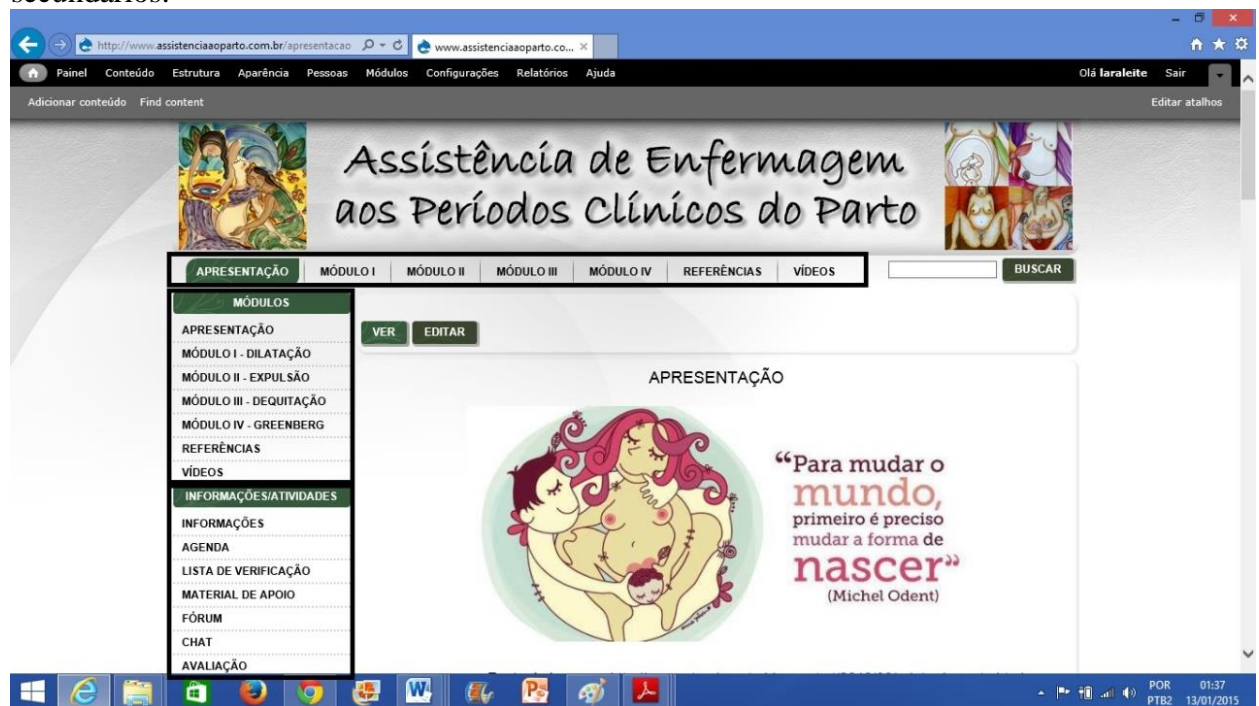 secundários.
http://www.assistenciaaoparto.com.br/apresentacao
www.assistenciaaoparto.co...
Painel Conteúdo Estrutura Aparência Pessoas Módulos Configurações Relatórios Ajuda
Olá laraleite Sair
Adicionar conteúdo Find content
Editar atalhos
Assistência de Enfermagem
aos Períodos Clínicos do Parto
APRESENTAÇÃO MÓDULO I MÓDULO II MÓDULO III MÓDULO IV REFERÊNCIAS VÍDEOS
BUSCAR
MÓDULOS
APRESENTAÇÃO
MÓDULO I - DILATAÇÃO
MÓDULO II - EXPULSÃO
MÓDULO III - DEQUITAÇÃO
MÓDULO IV - GREENBERG
REFERÊNCIAS
VÍDEOS
INFORMAÇÕES/ATIVIDADES
INFORMAÇÕES
AGENDA
LISTA DE VERIFICAÇÃO
MATERIAL DE APOIO
FÓRUM
CHAT
AVALIAÇÃO
VER EDITAR
APRESENTAÇÃO
“Para mudar o
mundo,
primeiro é preciso
mudar a forma de
nascer”
(Michel Odent)
POR
PTB2
01:37
13/01/2015